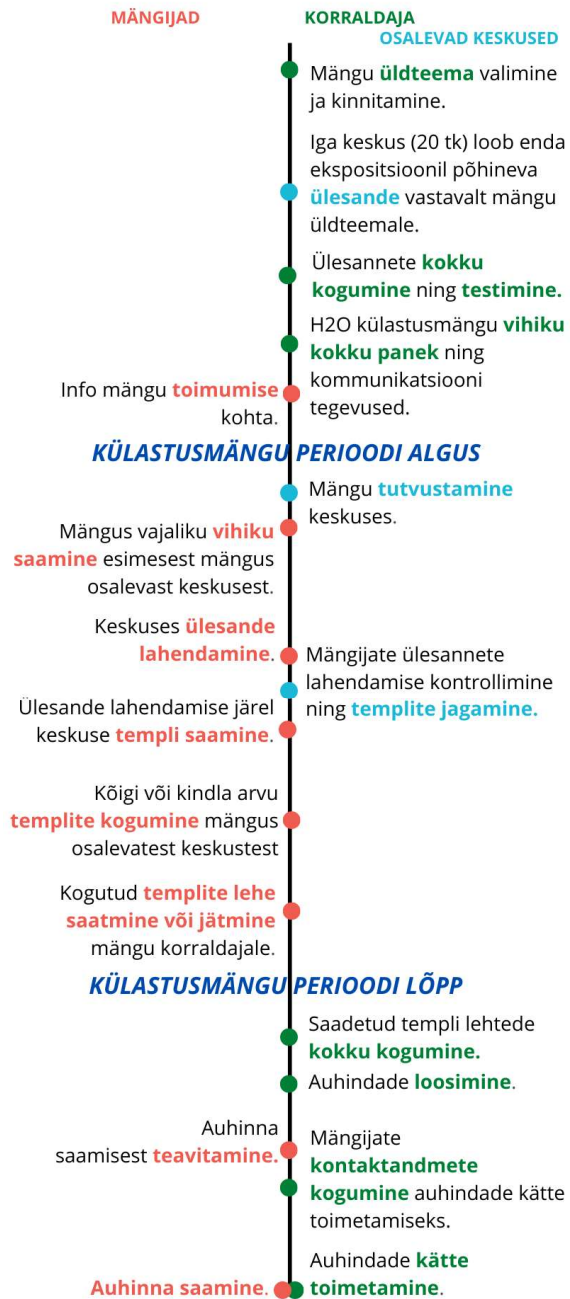 MÄNGIJAD
KORRALDAJA
OSALEVAD KESKUSED
Mängu üldteema valimine
ja kinnitamine.
Iga keskus (20 tk) loob enda
ekspositsioonil põhineva
ülesande vastavalt mängu
üldteemale.
Ülesannete kokku
kogumine ning testimine.
H2O külastusmängu vihiku
kokku panek ning
kommunikatsiooni
tegevused.
Info mängu toimumise
kohta.
KÜLASTUSMÄNGU PERIOODI ALGUS
Mängu tutvustamine
keskuses.
Mängus vajaliku vihiku
saamine esimesest mängus
osalevast keskusest.
Keskuses ülesande
lahendamine.
Mängijate ülesannete
lahendamise kontrollimine
ning templite jagamine.
Ülesande lahendamise järel
keskuse templi saamine.
Kõigi või kindla arvu
templite kogumine mängus
osalevatest keskustest
Kogutud templite lehe
saatmine või jätmine
mängu korraldajale.
KÜLASTUSMÄNGU PERIOODI LÕPP
Saadetud templi lehtede
kokku kogumine.
Auhindade loosimine.
Auhinna
saamisest teavitamine.
Mängijate
kontaktandmete
kogumine auhindade kätte
toimetamiseks.
Auhindade kätte
toimetamine.
Auhinna saamine.